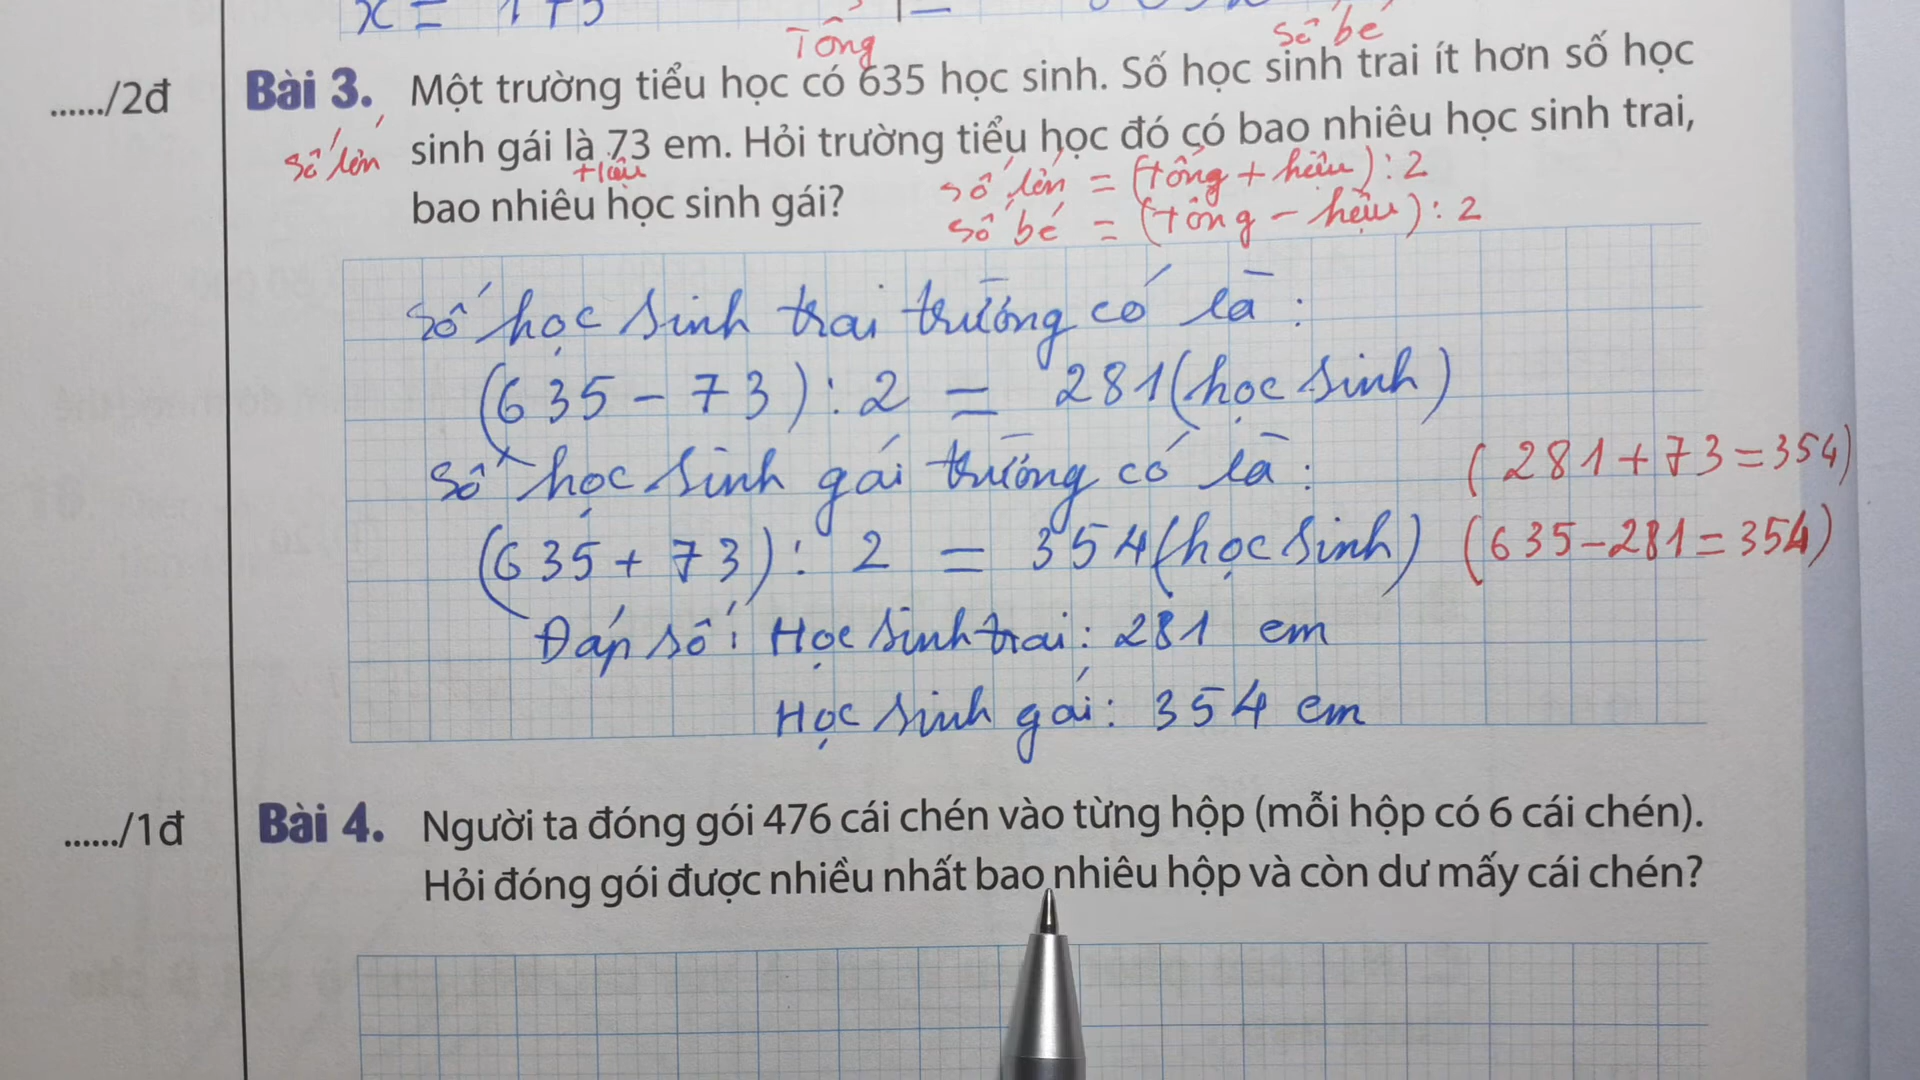 Tổng
số bé
....../2đ Bài 3. Một trường tiểu học có 635 học sinh. Số học sinh trai ít hơn số học
số lớn sinh gái là 73 em. Hỏi trường tiểu học đó có bao nhiêu học sinh trai,
hiệu
bao nhiêu học sinh gái?
số lớn = (tổng + hiệu) : 2
số bé = (tổng - hiệu) : 2
Số học sinh trai trường có là :
(635 - 73) : 2 = 281 (học sinh)
Số học sinh gái trường có là :
(281 + 73 = 354)
(635 + 73) : 2 = 354 (học sinh)
(635 - 281 = 354)
Đáp số : Học sinh trai : 281 em
Học sinh gái : 354 em
....../1đ Bài 4. Người ta đóng gói 476 cái chén vào từng hộp (mỗi hộp có 6 cái chén).
Hỏi đóng gói được nhiều nhất bao nhiêu hộp và còn dư mấy cái chén?